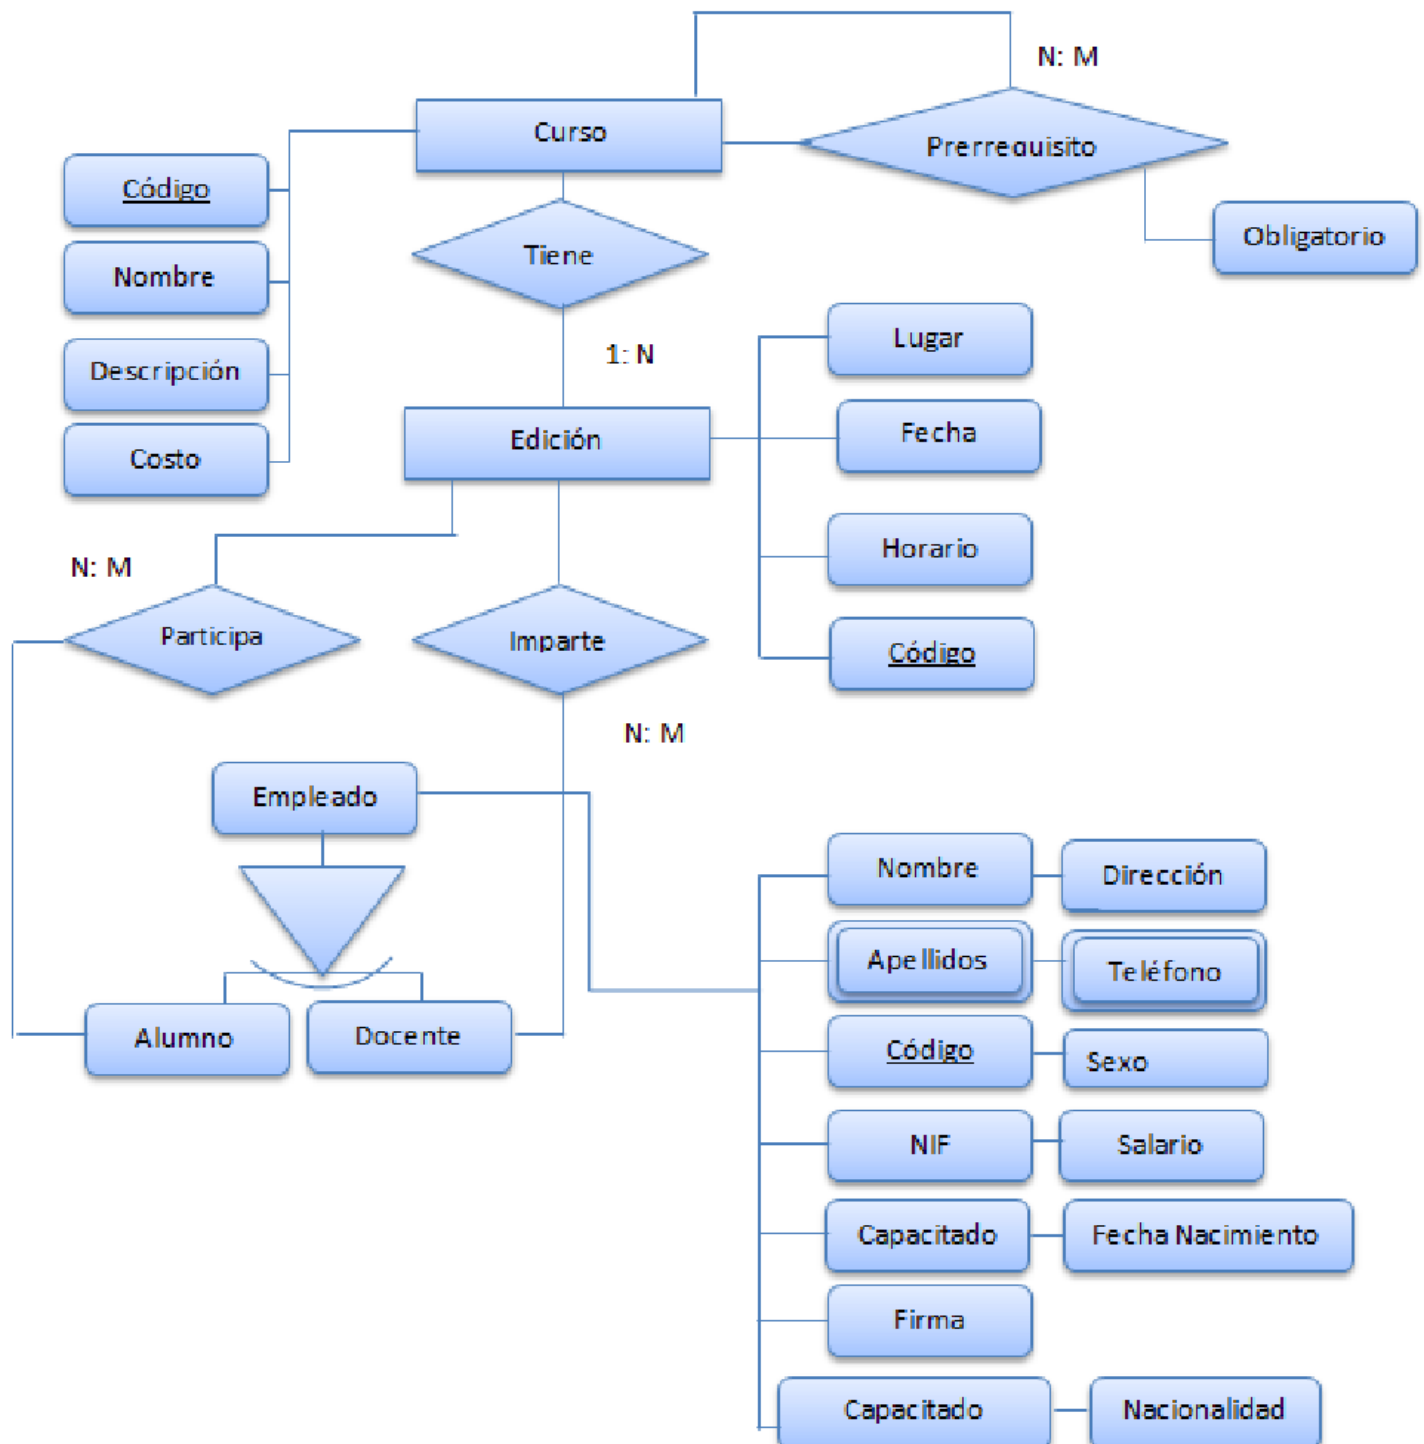 N: M
Curso
Prerrequisito
Código
Obligatorio
Tiene
Nombre
Lugar
1: N
Descripción
Fecha
Edición
Costo
Horario
N: M
Participa
Imparte
Código
N: M
Empleado
Nombre
Dirección
Apellidos
Teléfono
Alumno
Docente
Código
Sexo
NIF
Salario
Capacitado
Fecha Nacimiento
Firma
Capacitado
Nacionalidad